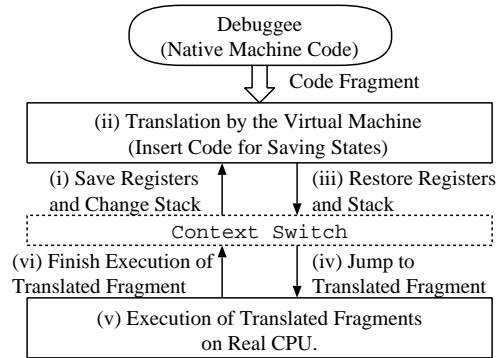 Debuggee
(Native Machine Code)
Code Fragment
(ii) Translation by the Virtual Machine
(Insert Code for Saving States)
(i) Save Registers
and Change Stack
(iii) Restore Registers
and Stack
Context Switch
(vi) Finish Execution of
Translated Fragment
(iv) Jump to
Translated Fragment
(v) Execution of Translated Fragments
on Real CPU.